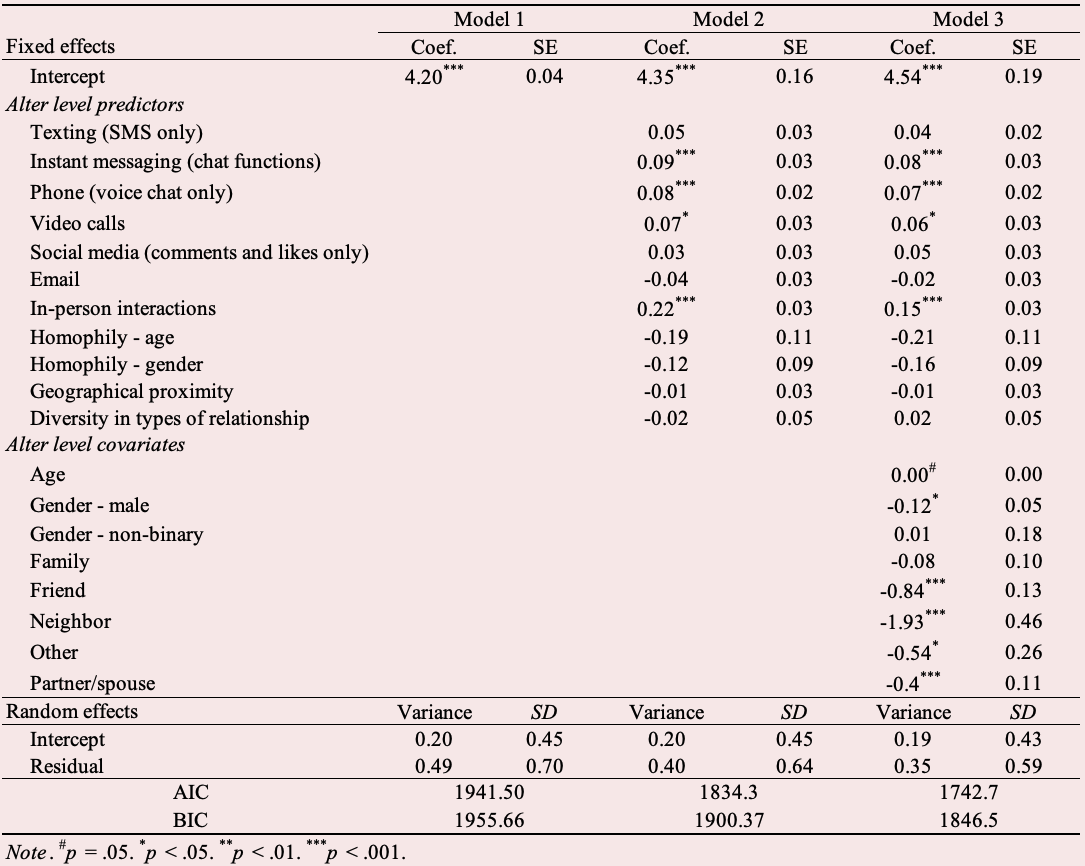 Model 1 Model 2 Model 3
Fixed effects Coef. SE Coef. SE Coef. SE
Intercept 4.20*** 0.04 4.35*** 0.16 4.54*** 0.19
Alter level predictors
Texting (SMS only) 0.05 0.03 0.04 0.02
Instant messaging (chat functions) 0.09*** 0.03 0.08*** 0.03
Phone (voice chat only) 0.08*** 0.02 0.07*** 0.02
Video calls 0.07* 0.03 0.06* 0.03
Social media (comments and likes only) 0.03 0.03 0.05 0.03
Email -0.04 0.03 -0.02 0.03
In-person interactions 0.22*** 0.03 0.15*** 0.03
Homophily - age -0.19 0.11 -0.21 0.11
Homophily - gender -0.12 0.09 -0.16 0.09
Geographical proximity -0.01 0.03 -0.01 0.03
Diversity in types of relationship -0.02 0.05 0.02 0.05
Alter level covariates
Age 0.00# 0.00
Gender - male -0.12* 0.05
Gender - non-binary 0.01 0.18
Family -0.08 0.10
Friend -0.84*** 0.13
Neighbor -1.93*** 0.46
Other -0.54* 0.26
Partner/spouse -0.4*** 0.11
Random effects Variance SD Variance SD Variance SD
Intercept 0.20 0.45 0.20 0.45 0.19 0.43
Residual 0.49 0.70 0.40 0.64 0.35 0.59
AIC 1941.50 1834.3 1742.7
BIC 1955.66 1900.37 1846.5
Note. #p = .05. *p < .05. **p < .01. ***p < .001.